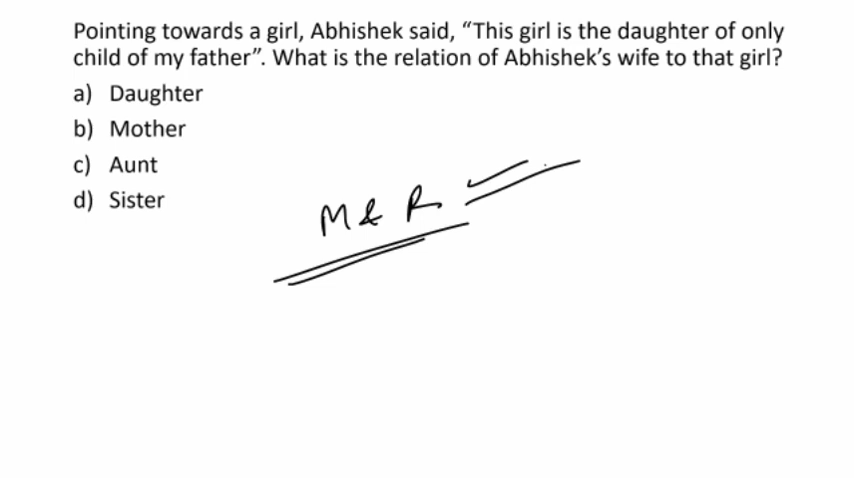 Pointing towards a girl, Abhishek said, “This girl is the daughter of only
child of my father”. What is the relation of Abhishek’s wife to that girl?
a) Daughter
b) Mother
c) Aunt
d) Sister
M & R